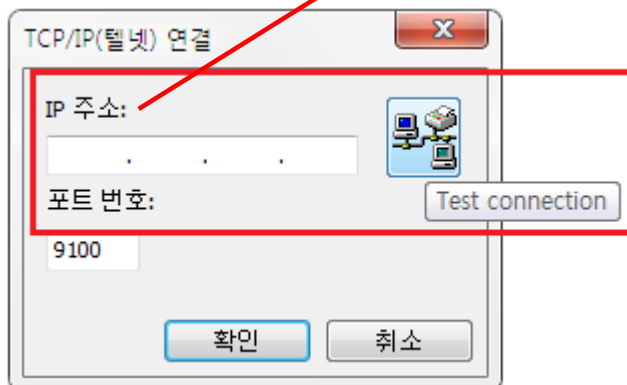 TCP/IP(텔넷) 연결
IP 주소:
. . .
포트 번호:
Test connection
9100
확인
취소